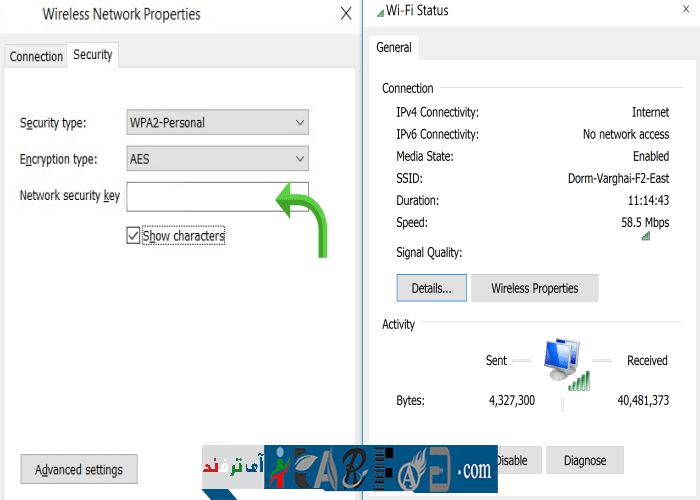 Wireless Network Properties
Connection
Security
Security type:
WPA2-Personal
Encryption type:
AES
Network security key
Show characters
Advanced settings
Wi-Fi Status
General
Connection
IPv4 Connectivity:
Internet
IPv6 Connectivity:
No network access
Media State:
Enabled
SSID:
Dorm-Varghai-F2-East
Duration:
11:14:43
Speed:
58.5 Mbps
Signal Quality:
Details...
Wireless Properties
Activity
Sent
Received
Bytes:
4,327,300
40,481,373
Disable
Diagnose
آی ترفند
.com